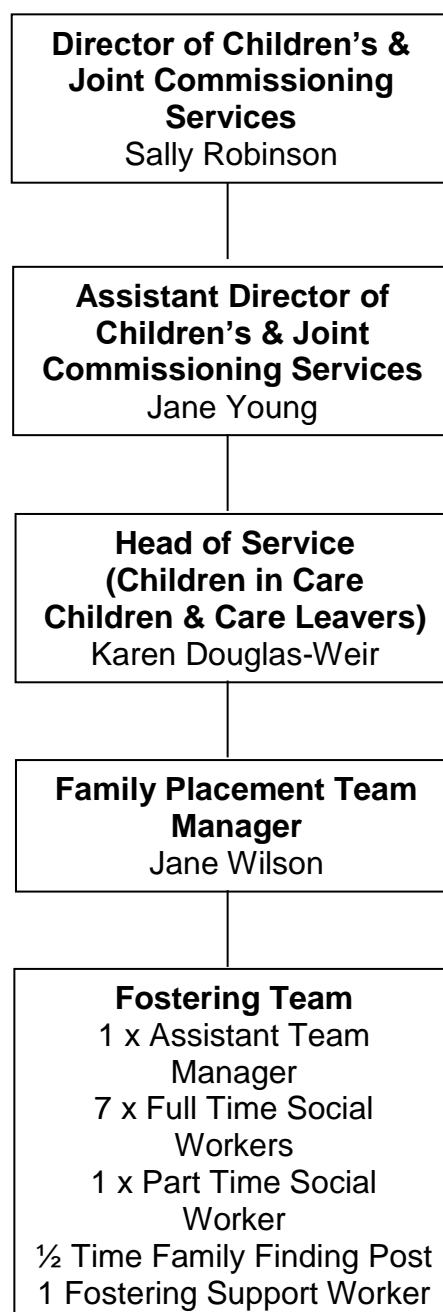 Director of Children’s &
Joint Commissioning
Services
Sally Robinson
Assistant Director of
Children’s & Joint
Commissioning Services
Jane Young
Head of Service
(Children in Care
Children & Care Leavers)
Karen Douglas-Weir
Family Placement Team
Manager
Jane Wilson
Fostering Team
1 x Assistant Team
Manager
7 x Full Time Social
Workers
1 x Part Time Social
Worker
½ Time Family Finding Post
1 Fostering Support Worker